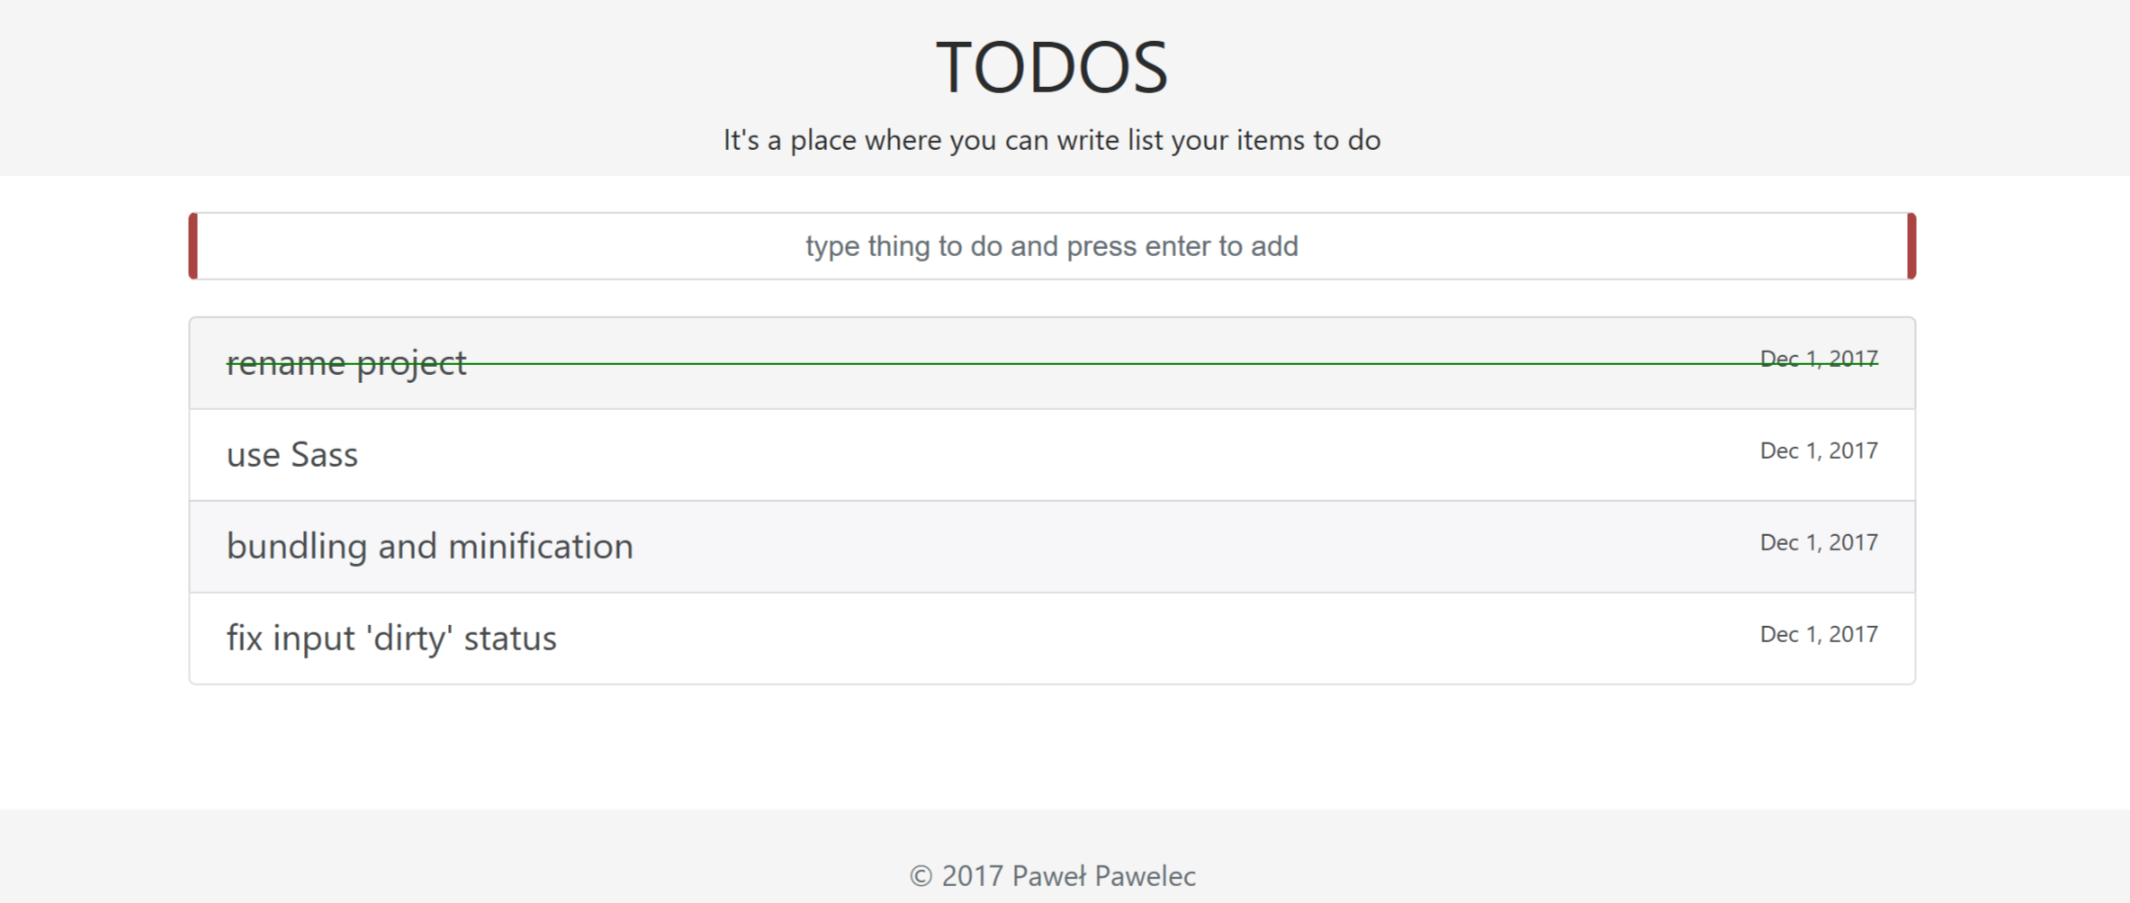 TODOS
It's a place where you can write list your items to do
type thing to do and press enter to add
rename project Dec 1, 2017
use Sass Dec 1, 2017
bundling and minification Dec 1, 2017
fix input 'dirty' status Dec 1, 2017
© 2017 Paweł Pawelec